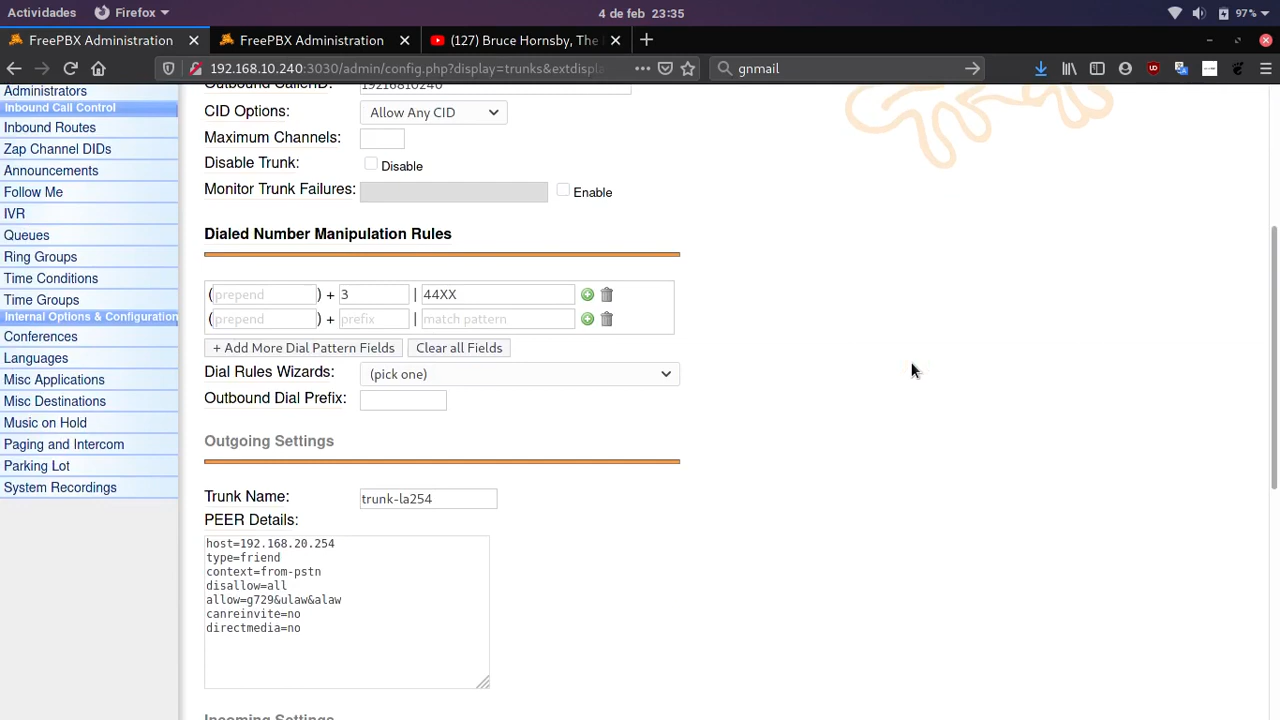 Actividades Firefox 4 de feb 23:35 97%
FreePBX Administration FreePBX Administration (127) Bruce Hornsby, The
192.168.10.240:3030/admin/config.php?display=trunks&extdispla gnmail
Administrators
Inbound Call Control
Inbound Routes
Zap Channel DIDs
Announcements
Follow Me
IVR
Queues
Ring Groups
Time Conditions
Time Groups
Internal Options & Configuration
Conferences
Languages
Misc Applications
Misc Destinations
Music on Hold
Paging and Intercom
Parking Lot
System Recordings
Outbound CallerID: 19216810240
CID Options: Allow Any CID
Maximum Channels:
Disable Trunk: Disable
Monitor Trunk Failures: Enable
Dialed Number Manipulation Rules
(prepend) + 3 | 44XX
(prepend) + prefix | match pattern
+ Add More Dial Pattern Fields Clear all Fields
Dial Rules Wizards: (pick one)
Outbound Dial Prefix:
Outgoing Settings
Trunk Name: trunk-la254
PEER Details:
host=192.168.20.254
type=friend
context=from-pstn
disallow=all
allow=g729&ulaw&alaw
canreinvite=no
directmedia=no
Incoming Settings